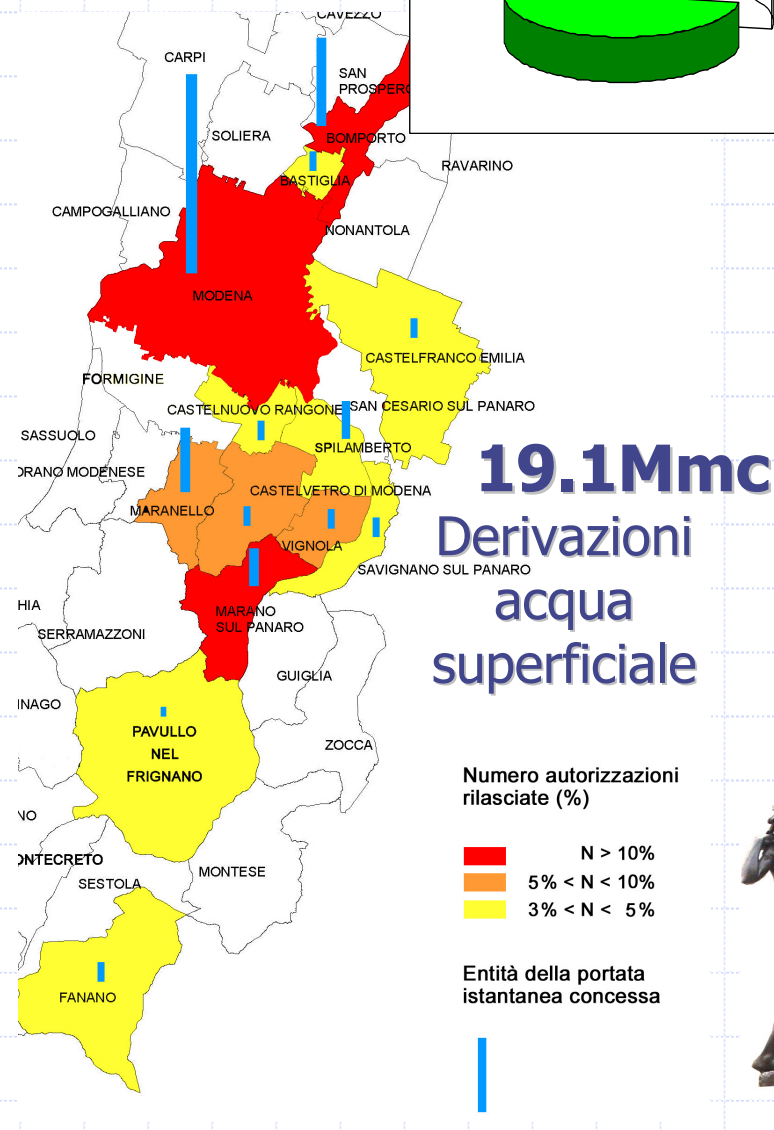 CAVEZZO
CARPI
SAN
PROSPERO
SOLIERA
BOMPORTO
RAVARINO
BASTIGLIA
CAMPOGALLIANO
NONANTOLA
MODENA
CASTELFRANCO EMILIA
FORMIGINE
CASTELNUOVO RANGONE
SAN CESARIO SUL PANARO
SASSUOLO
SPILAMBERTO
ORANO MODENESE
CASTELVETRO DI MODENA
MARANELLO
VIGNOLA
SAVIGNANO SUL PANARO
19.1Mmc
Derivazioni
acqua
superficiale
HIA
MARANO
SUL PANARO
SERRAMAZZONI
GUIGLIA
INAGO
PAVULLO
NEL
FRIGNANO
ZOCCA
NO
ONTECRETO
SESTOLA
MONTESE
FANANO
Numero autorizzazioni
rilasciate (%)
N > 10%
5% < N < 10%
3% < N < 5%
Entità della portata
istantanea concessa